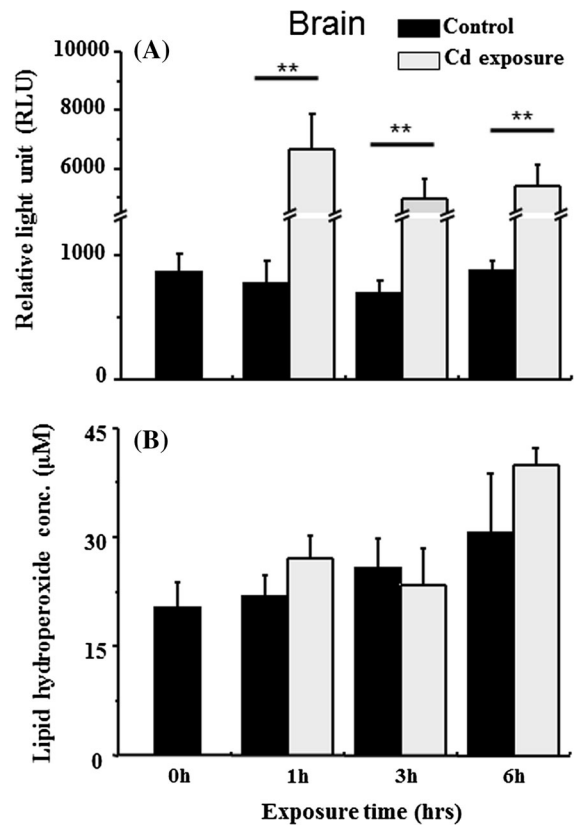 Brain
Control
Cd exposure
(A)
**
**
**
Relative light unit (RLU)
10000
8000
6000
1000
0
(B)
Lipid hydroperoxide conc. (μM)
45
30
15
0
0h
1h
3h
6h
Exposure time (hrs)